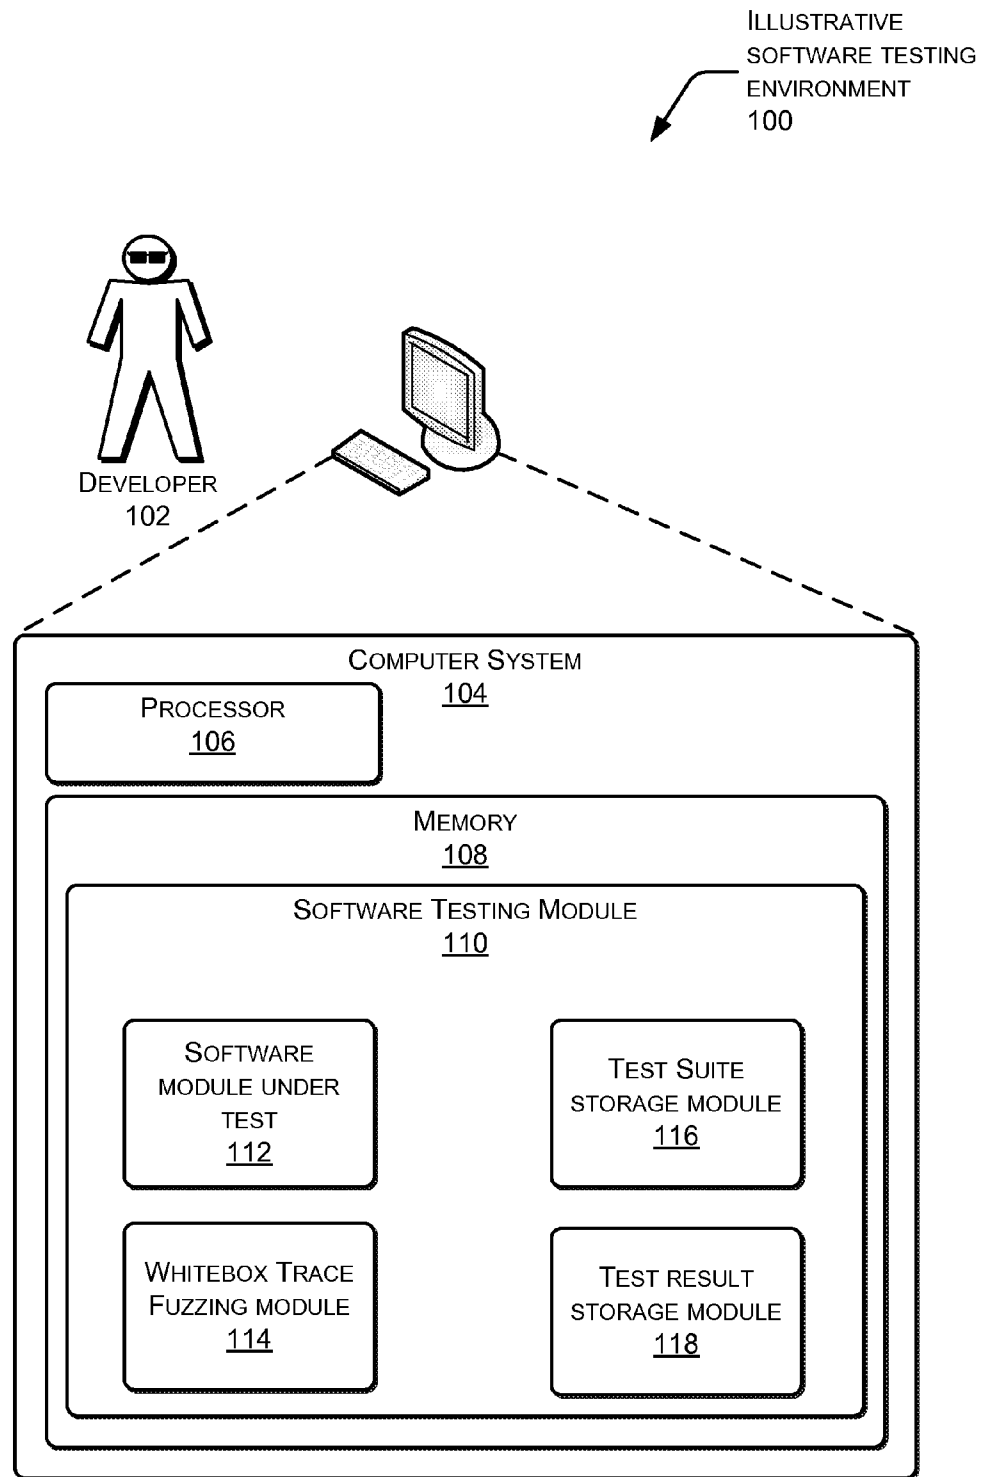 ILLUSTRATIVE
SOFTWARE TESTING
ENVIRONMENT
100
DEVELOPER
102
COMPUTER SYSTEM
104
PROCESSOR
106
MEMORY
108
SOFTWARE TESTING MODULE
110
SOFTWARE
MODULE UNDER
TEST
112
TEST SUITE
STORAGE MODULE
116
WHITEBOX TRACE
FUZZING MODULE
114
TEST RESULT
STORAGE MODULE
118